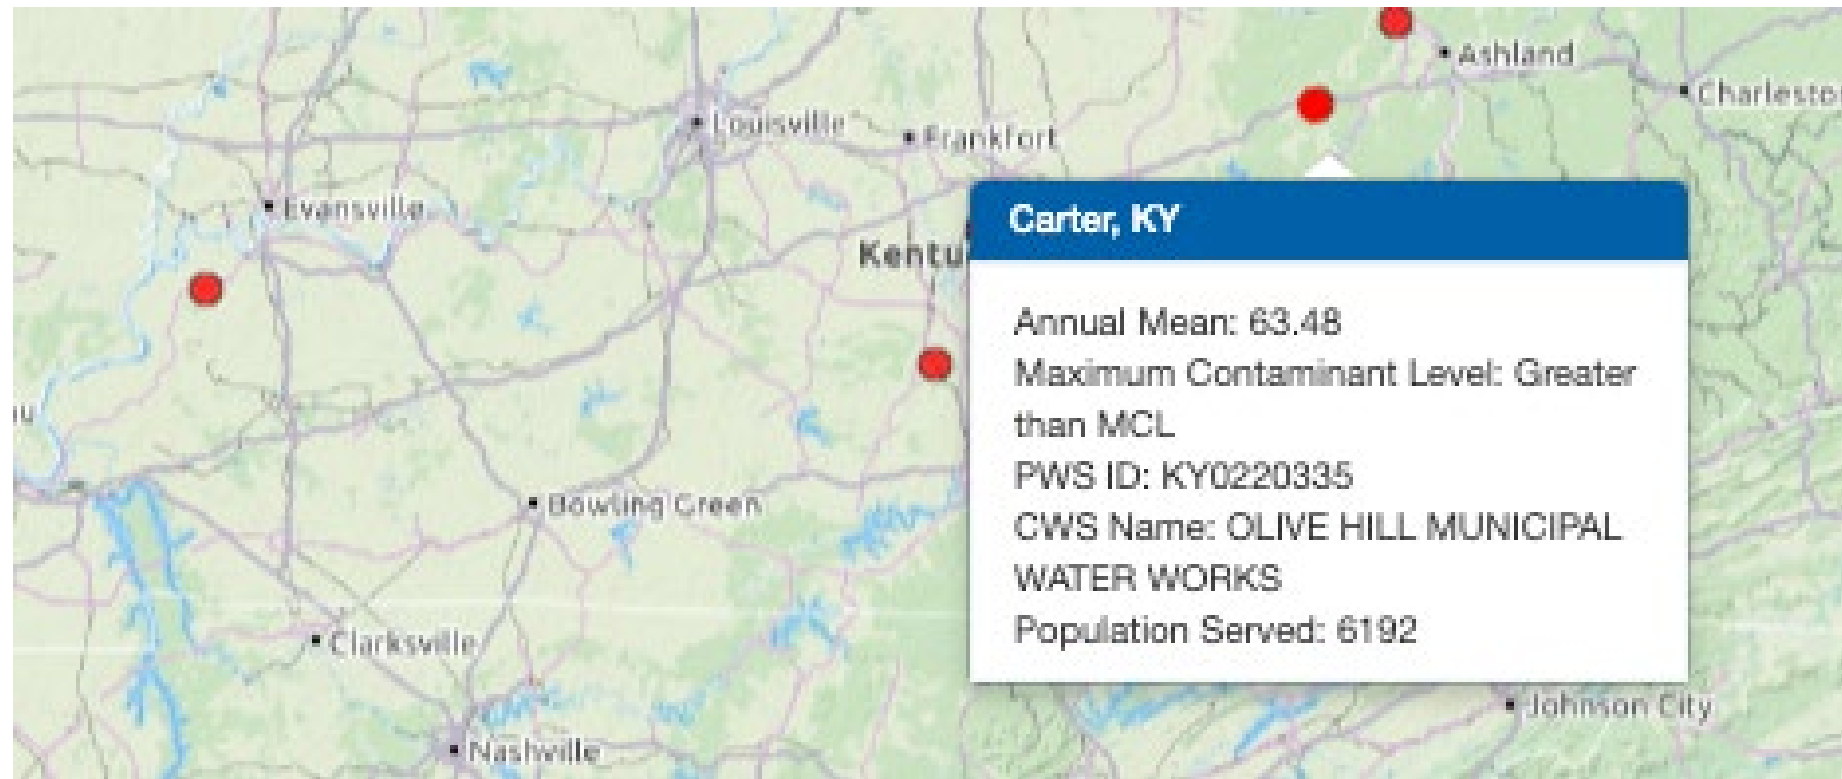 Ashland
Charlesto
Louisville
Frankfort
Evansville
Carter, KY
Kentu
Annual Mean: 63.48
Maximum Contaminant Level: Greater
than MCL
PWS ID: KY0220335
Bowling Green
CWS Name: OLIVE HILL MUNICIPAL
WATER WORKS
Population Served: 6192
Clarksville
Johnson City
Nashville